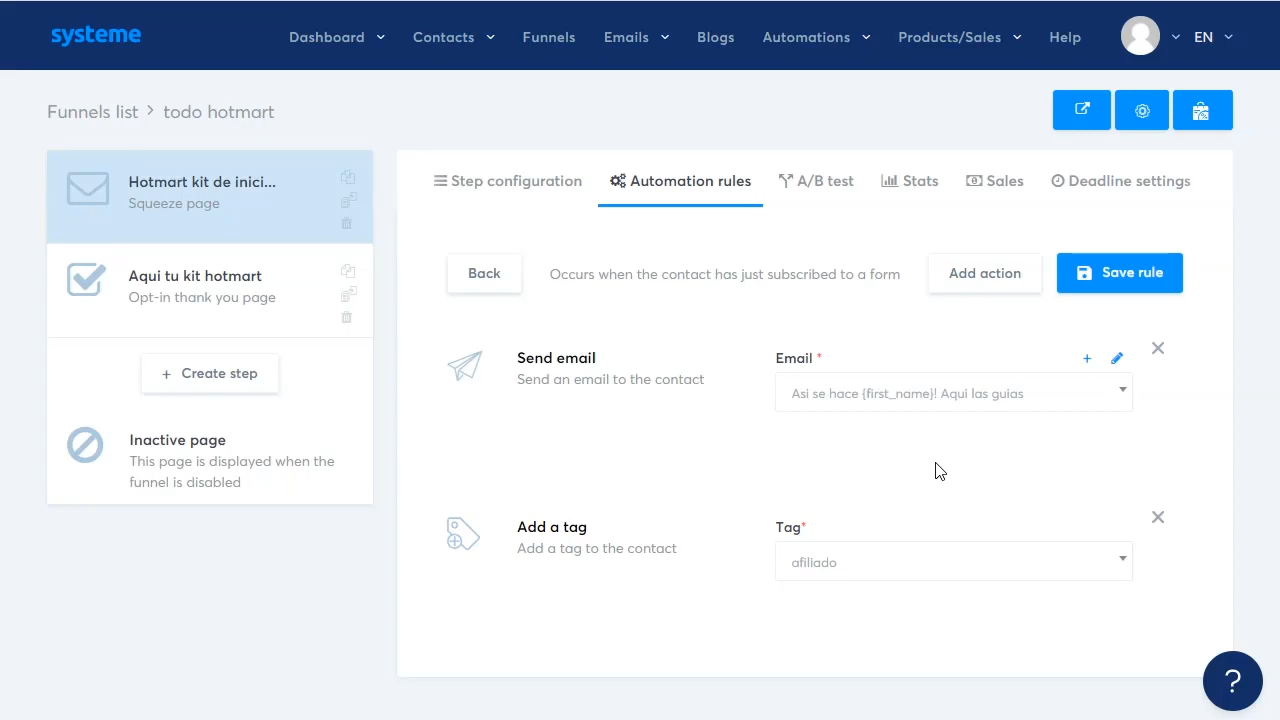 systeme
Dashboard Contacts Funnels Emails Blogs Automations Products/Sales Help EN
Funnels list > todo hotmart
Hotmart kit de inici...
Squeeze page
Aqui tu kit hotmart
Opt-in thank you page
+ Create step
Inactive page
This page is displayed when the
funnel is disabled
Step configuration Automation rules A/B test Stats Sales Deadline settings
Back Occurs when the contact has just subscribed to a form Add action Save rule
Send email
Send an email to the contact
Email *
Asi se hace {first_name}! Aqui las guias
Add a tag
Add a tag to the contact
Tag*
afiliado
?